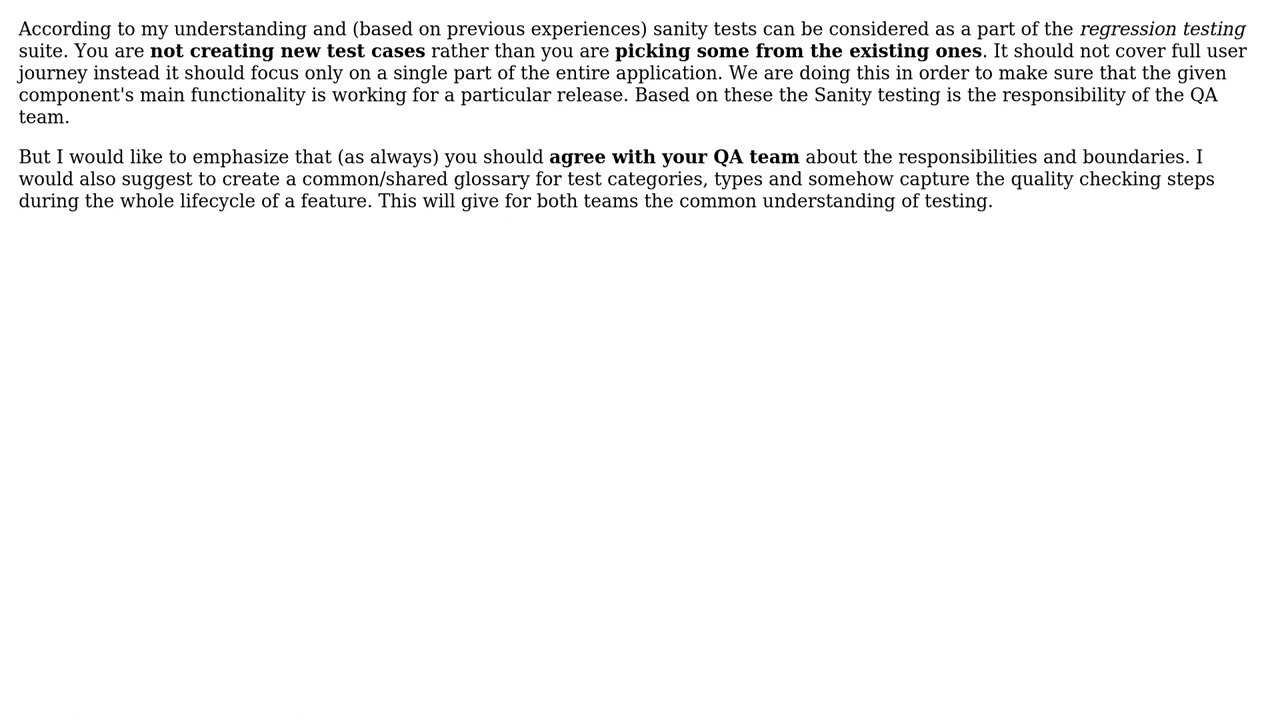 According to my understanding and (based on previous experiences) sanity tests can be considered as a part of the regression testing
suite. You are not creating new test cases rather than you are picking some from the existing ones. It should not cover full user
journey instead it should focus only on a single part of the entire application. We are doing this in order to make sure that the given
component's main functionality is working for a particular release. Based on these the Sanity testing is the responsibility of the QA
team.
But I would like to emphasize that (as always) you should agree with your QA team about the responsibilities and boundaries. I
would also suggest to create a common/shared glossary for test categories, types and somehow capture the quality checking steps
during the whole lifecycle of a feature. This will give for both teams the common understanding of testing.